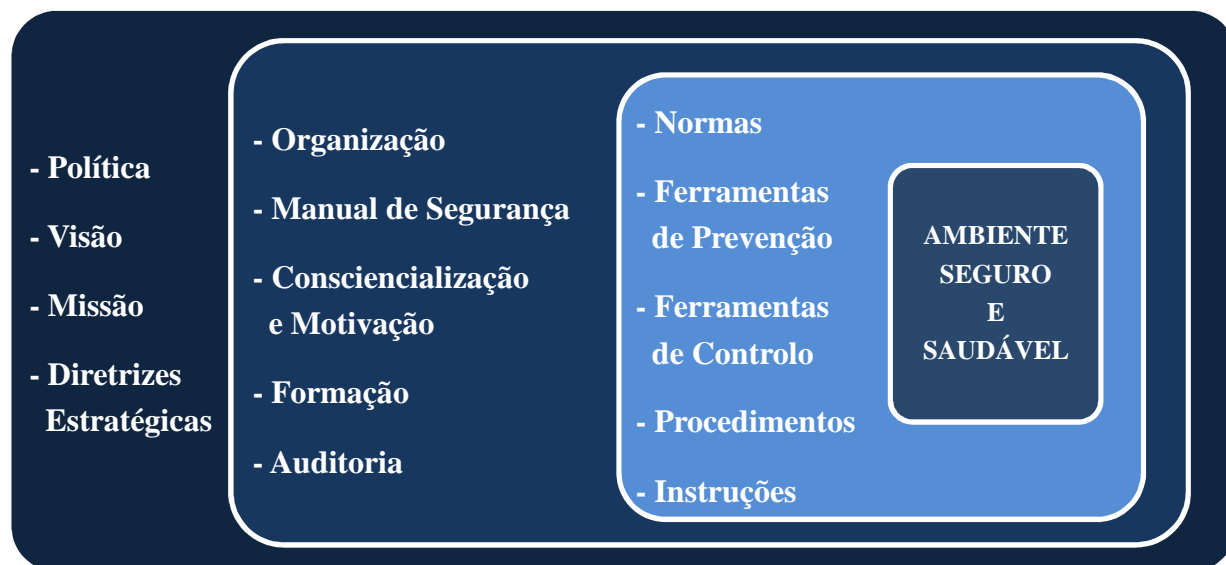 - Política
- Visão
- Missão
- Diretrizes
Estratégicas
- Organização
- Manual de Segurança
- Consciencialização
e Motivação
- Formação
- Auditoria
- Normas
- Ferramentas
de Prevenção
- Ferramentas
de Controlo
- Procedimentos
- Instruções
AMBIENTE
SEGURO
E
SAUDÁVEL